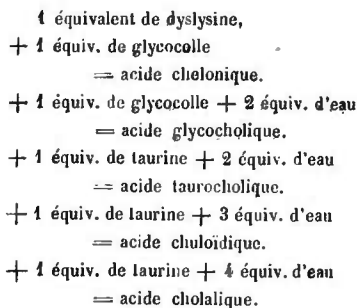 1 équivalent de dyslysine,
+ 1 équiv. de glycocolle
= acide chelonique.
+ 1 équiv. de glycocolle + 2 équiv. d'eau
= acide glycocholique.
+ 1 équiv. de taurine + 2 équiv. d'eau
= acide taurocholique.
+ 1 équiv. de taurine + 3 équiv. d'eau
= acide chuloïdique.
+ 1 équiv. de taurine + 4 équiv. d'eau
= acide cholalique.